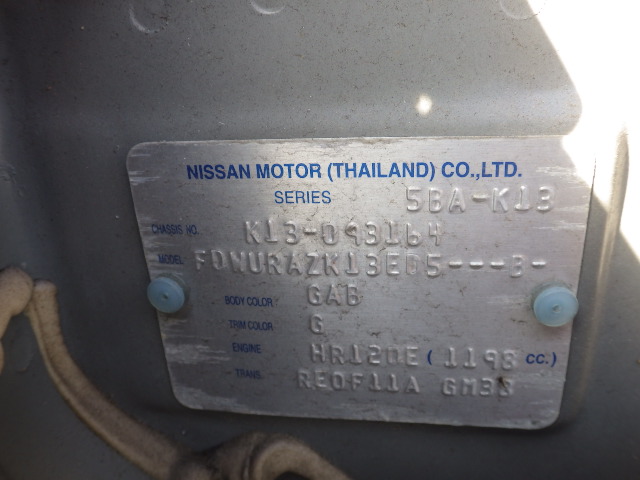 NISSAN MOTOR (THAILAND) CO.,LTD.
SERIES 5BA-K13
CHASSIS NO. K13-093164
MODEL FDWURAZK13ED5---B-
BODY COLOR GAB
TRIM COLOR G
ENGINE HR12DE ( 1198 CC.)
TRANS. RE0F11A GM38